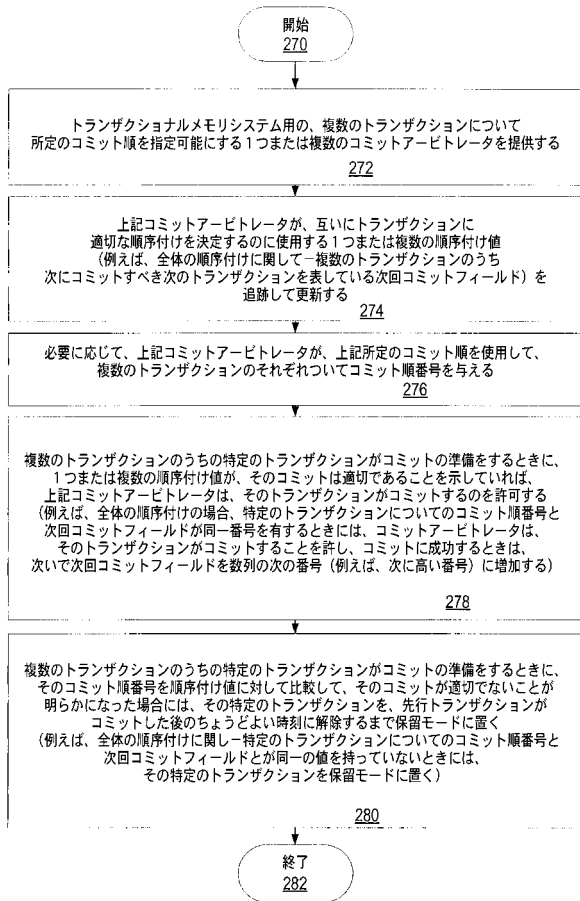 開始
270
トランザクショナルメモリシステム用の、複数のトランザクションについて
所定のコミット順を指定可能にする1つまたは複数のコミットアービトレータを提供する
272
上記コミットアービトレータが、互いにトランザクションに
適切な順序付けを決定するのに使用する1つまたは複数の順序付け値
(例えば、全体の順序付けに関して−複数のトランザクションのうち
次にコミットすべき次のトランザクションを表している次回コミットフィールド)を
追跡して更新する
274
必要に応じて、上記コミットアービトレータが、上記所定のコミット順を使用して、
複数のトランザクションのそれぞれついてコミット順番号を与える
276
複数のトランザクションのうちの特定のトランザクションがコミットの準備をするときに、
1つまたは複数の順序付け値が、そのコミットは適切であることを示していれば、
上記コミットアービトレータは、そのトランザクションがコミットするのを許可する
(例えば、全体の順序付けの場合、特定のトランザクションについてのコミット順番号と
次回コミットフィールドが同一番号を有するときには、コミットアービトレータは、
そのトランザクションがコミットすることを許し、コミットに成功するときは、
次いで次回コミットフィールドを数列の次の番号(例えば、次に高い番号)に増加する)
278
複数のトランザクションのうちの特定のトランザクションがコミットの準備をするときに、
そのコミット順番号を順序付け値に対して比較して、そのコミットが適切でないことが
明らかになった場合には、その特定のトランザクションを、先行トランザクションが
コミットした後のちょうどよい時刻に解除するまで保留モードに置く
(例えば、全体の順序付けに関し−特定のトランザクションについてのコミット順番号と
次回コミットフィールドとが同一の値を持っていないときには、
その特定のトランザクションを保留モードに置く)
280
終了
282